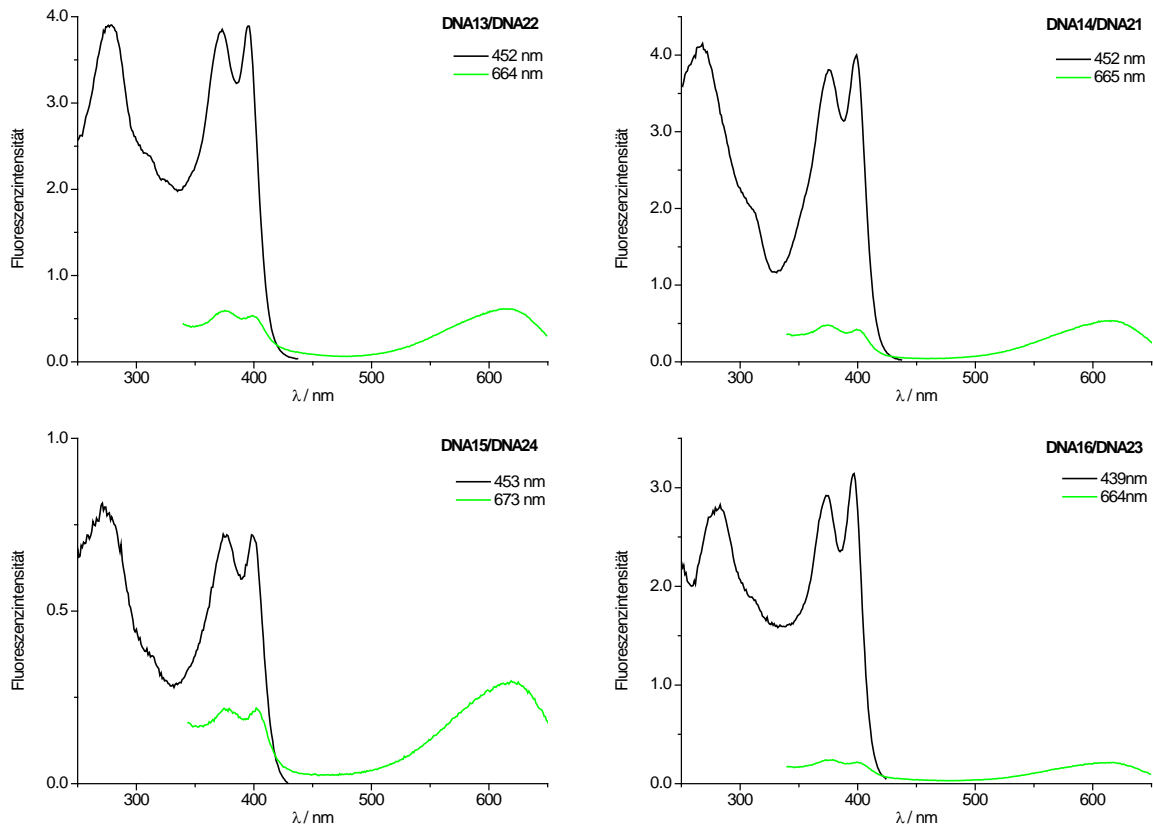 DNA13/DNA22
452 nm
664 nm
4.0
3.0
2.0
1.0
0.0
Fluoreszenzintensität
300
400
500
600
λ / nm
DNA14/DNA21
452 nm
665 nm
4.0
3.0
2.0
1.0
0.0
Fluoreszenzintensität
300
400
500
600
λ / nm
DNA15/DNA24
453 nm
673 nm
1.0
0.5
0.0
Fluoreszenzintensität
300
400
500
600
λ / nm
DNA16/DNA23
439nm
664nm
3.0
2.0
1.0
0.0
Fluoreszenzintensität
300
400
500
600
λ / nm